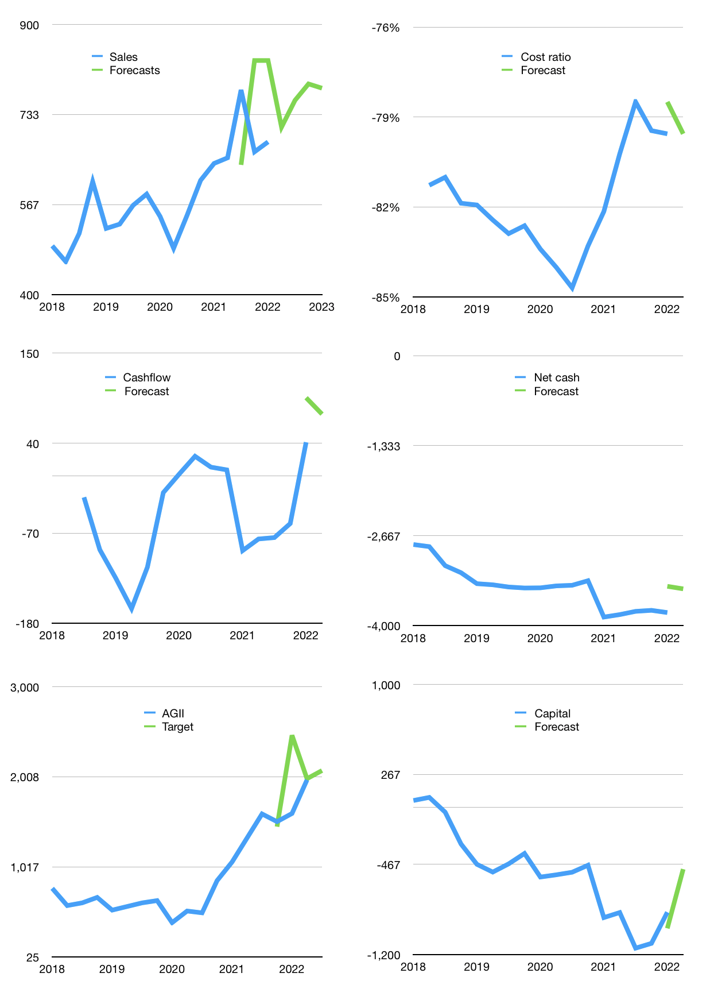 900
Sales
Forecasts
733
567
400
2018 2019 2020 2021 2022 2023
-76%
Cost ratio
Forecast
-79%
-82%
-85%
2018 2019 2020 2021 2022
150
Cashflow
Forecast
40
-70
-180
2018 2019 2020 2021 2022
0
Net cash
Forecast
-1,333
-2,667
-4,000
2018 2019 2020 2021 2022
3,000
AGII
Target
2,008
1,017
25
2018 2019 2020 2021 2022
1,000
Capital
Forecast
267
-467
-1,200
2018 2019 2020 2021 2022